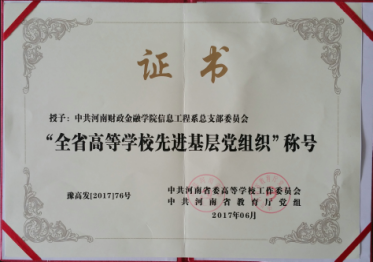 证书
授予：中共河南财政金融学院信息工程系总支部委员会
“全省高等学校先进基层党组织”称号
豫高发[2017]76号
中共河南省委高等学校工作委员会
中共河南省教育厅党组
2017年06月